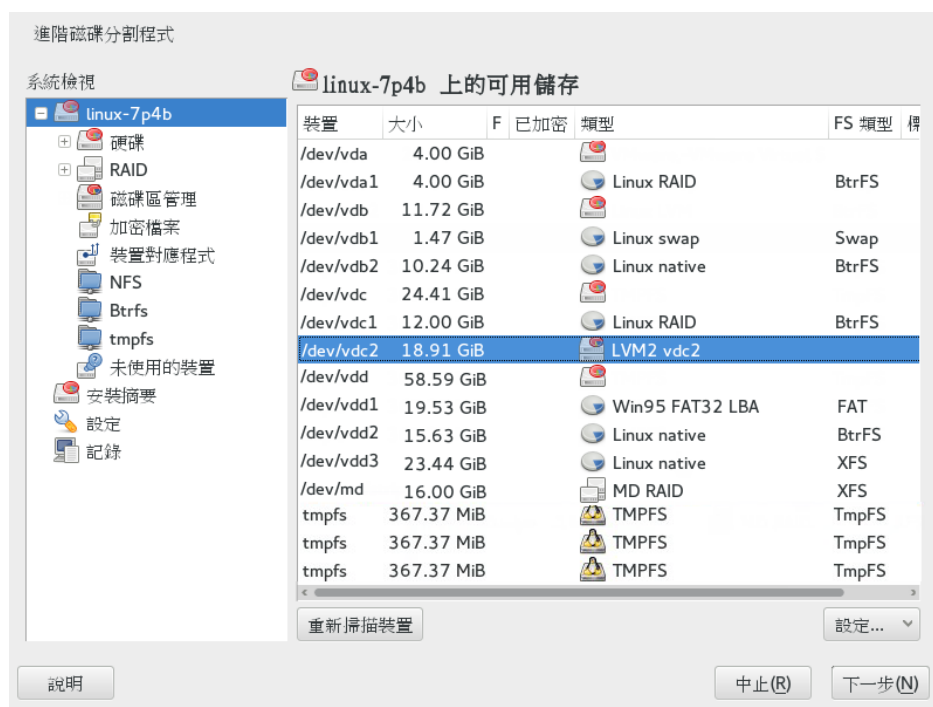 進階磁碟分割程式
系統檢視
linux-7p4b
硬碟
RAID
磁碟區管理
加密檔案
裝置對應程式
NFS
Btrfs
tmpfs
未使用的裝置
安裝摘要
設定
記錄
linux-7p4b 上的可用儲存
裝置 大小 F 已加密 類型 FS 類型 標
/dev/vda 4.00 GiB
/dev/vda1 4.00 GiB Linux RAID BtrFS
/dev/vdb 11.72 GiB
/dev/vdb1 1.47 GiB Linux swap Swap
/dev/vdb2 10.24 GiB Linux native BtrFS
/dev/vdc 24.41 GiB
/dev/vdc1 12.00 GiB Linux RAID BtrFS
/dev/vdc2 18.91 GiB LVM2 vdc2
/dev/vdd 58.59 GiB
/dev/vdd1 19.53 GiB Win95 FAT32 LBA FAT
/dev/vdd2 15.63 GiB Linux native BtrFS
/dev/vdd3 23.44 GiB Linux native XFS
/dev/md 16.00 GiB MD RAID XFS
tmpfs 367.37 MiB TMPFS TmpFS
tmpfs 367.37 MiB TMPFS TmpFS
tmpfs 367.37 MiB TMPFS TmpFS
重新掃描裝置 設定...
說明 中止(R) 下一步(N)